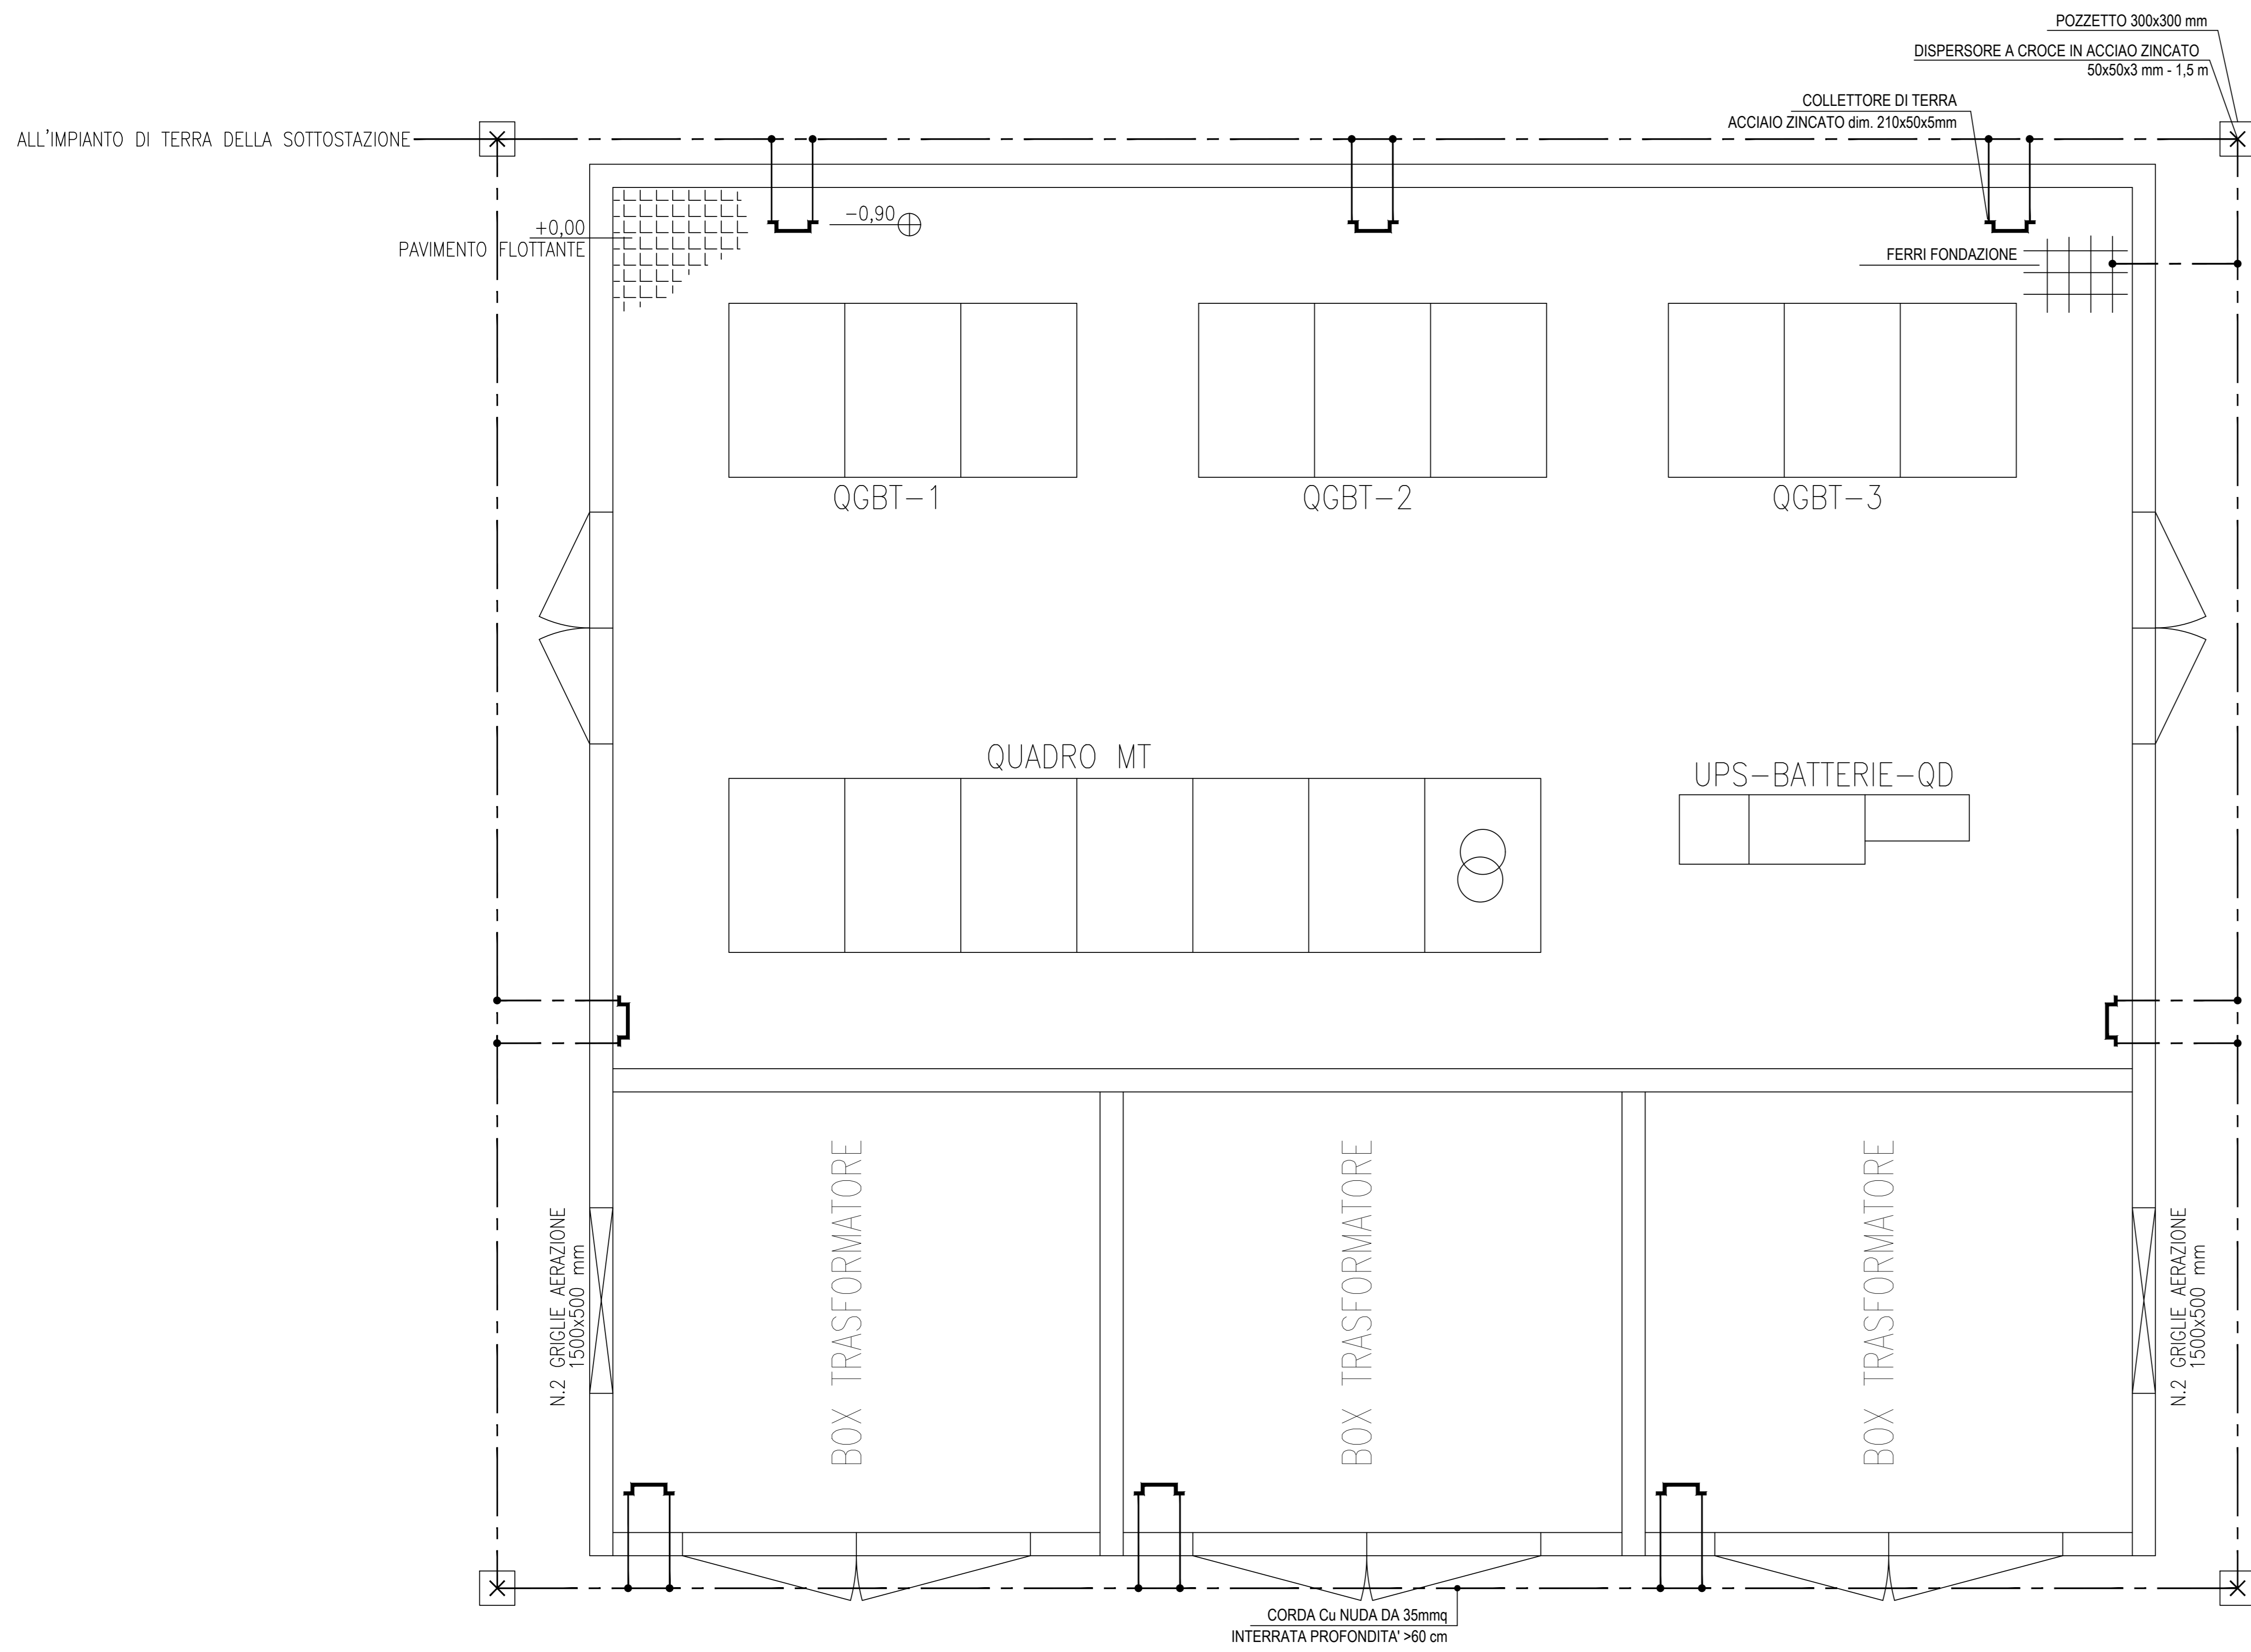 POZZETTO 300x300 mm
DISPERSORE A CROCE IN ACCIAO ZINCATO
50x50x3 mm - 1,5 m
COLLETTORE DI TERRA
ACCIAIO ZINCATO dim. 210x50x5mm
ALL'IMPIANTO DI TERRA DELLA SOTTOSTAZIONE
+0,00
PAVIMENTO FLOTTANTE
-0,90
FERRI FONDAZIONE
QGBT-1
QGBT-2
QGBT-3
QUADRO MT
UPS-BATTERIE-QD
N.2 GRIGLIE AERAZIONE
1500x500 mm
BOX TRASFORMATORE
BOX TRASFORMATORE
BOX TRASFORMATORE
N.2 GRIGLIE AERAZIONE
1500x500 mm
CORDA Cu NUDA DA 35mmq
INTERRATA PROFONDITA' >60 cm